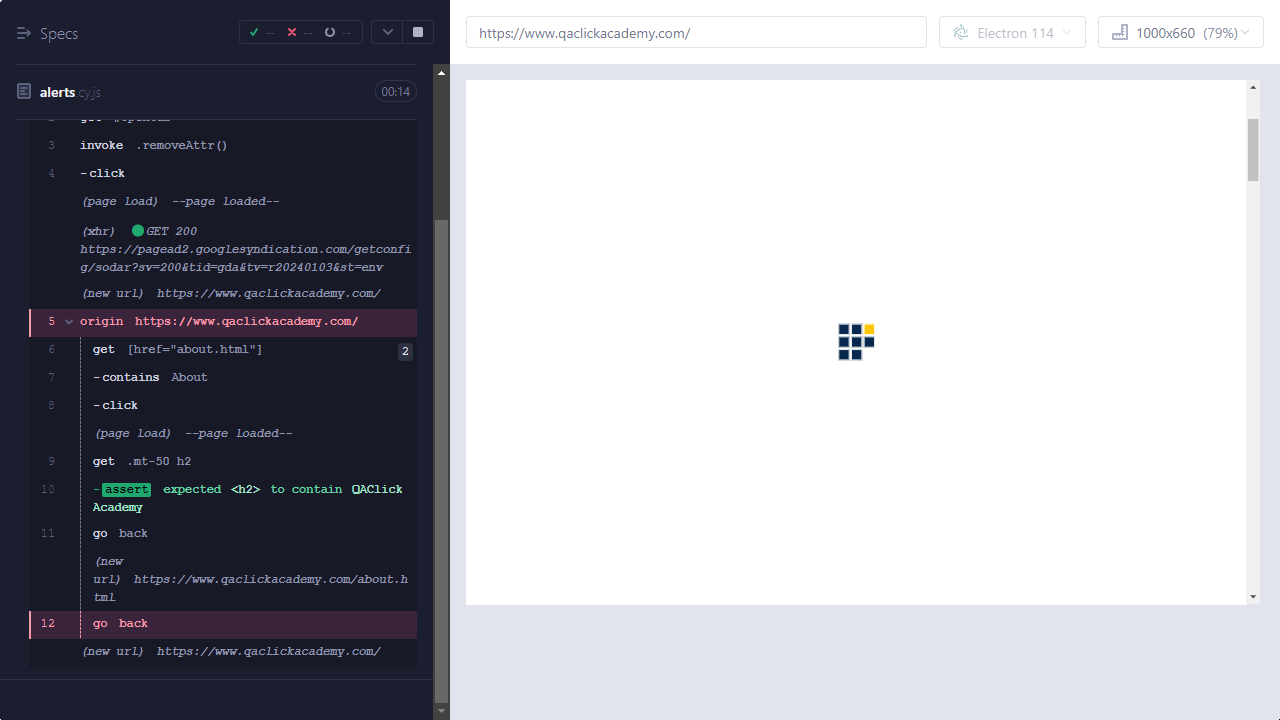 Specs
--
--
--
https://www.qaclickacademy.com/
Electron 114
1000x660 (79%)
alerts.cy.js
00:14
3 invoke .removeAttr()
4 -click
(page load) --page loaded--
(xhr) GET 200
https://pagead2.googlesyndication.com/getconfi
g/sodar?sv=200&tid=gda&tv=r20240103&st=env
(new url) https://www.qaclickacademy.com/
5 origin https://www.qaclickacademy.com/
6 get [href="about.html"] 2
7 -contains About
8 -click
(page load) --page loaded--
9 get .mt-50 h2
10 -assert expected <h2> to contain QAClick
Academy
11 go back
(new
url) https://www.qaclickacademy.com/about.h
tml
12 go back
(new url) https://www.qaclickacademy.com/